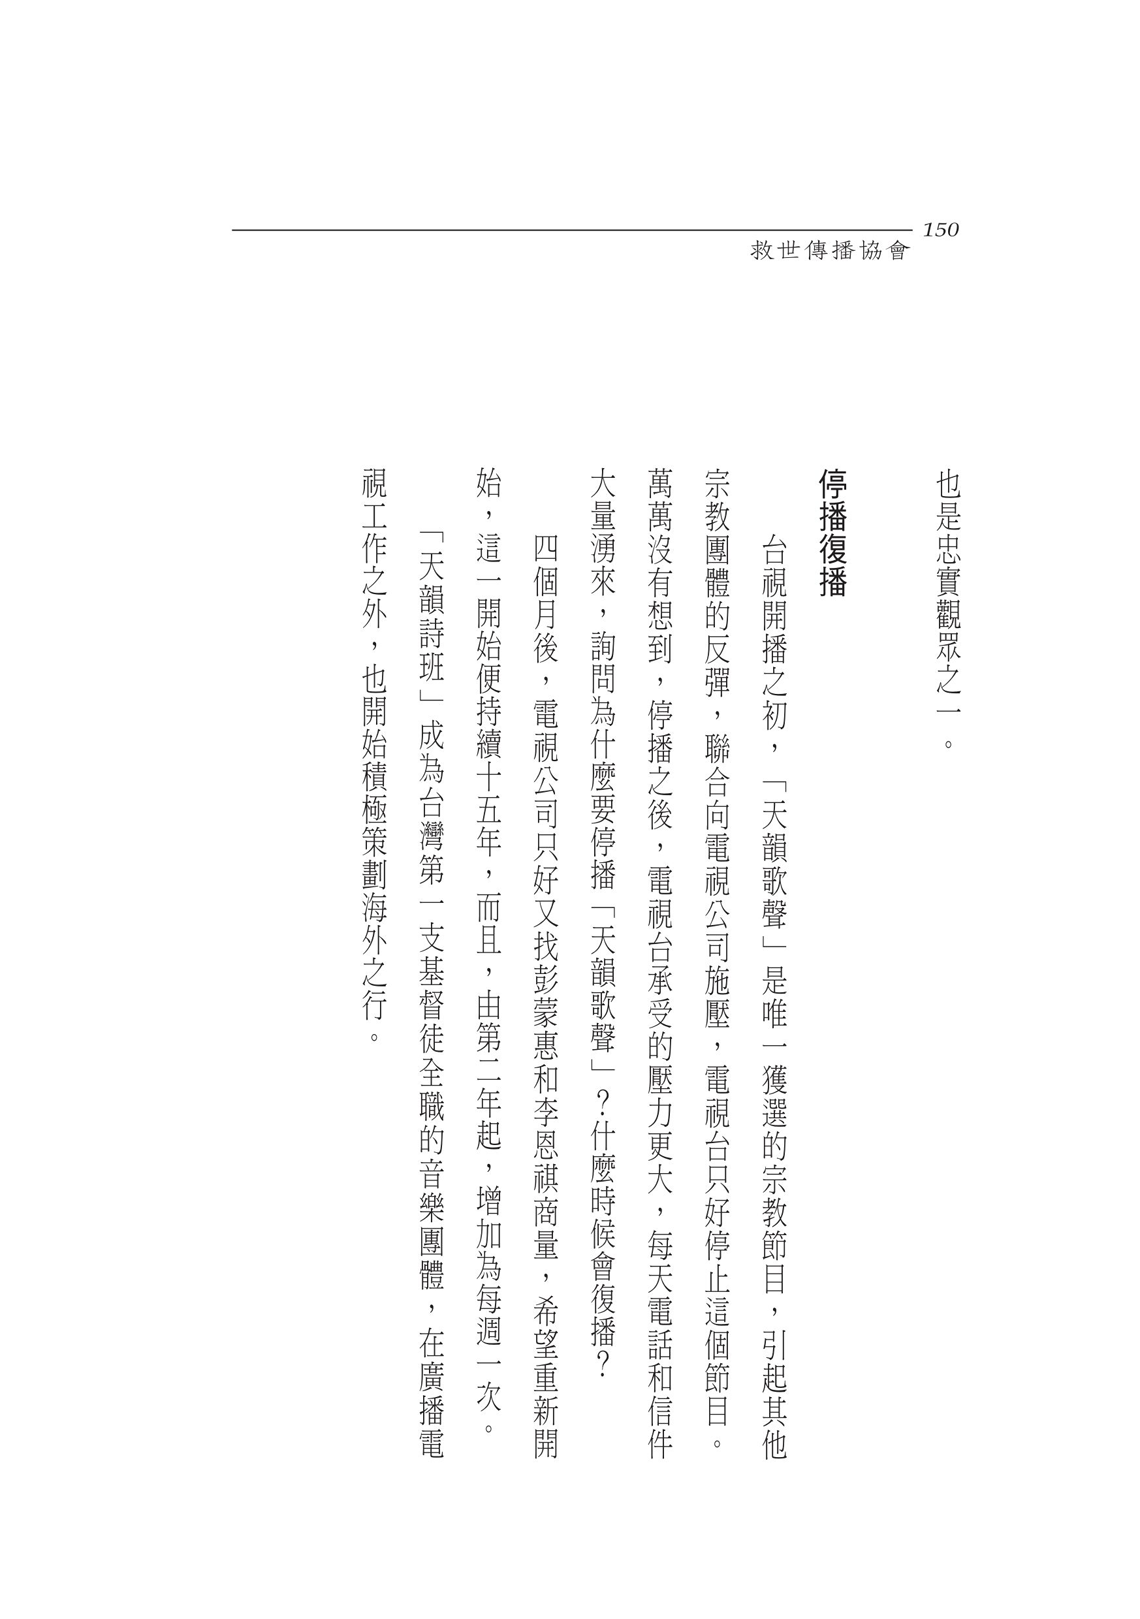 150
救世傳播協會
也是忠實觀眾之一。
停播復播
台視開播之初，「天韻歌聲」是唯一獲選的宗教節目，引起其他
宗教團體的反彈，聯合向電視公司施壓，電視台只好停止這個節目。
萬萬沒有想到，停播之後，電視台承受的壓力更大，每天電話和信件
大量湧來，詢問為什麼要停播「天韻歌聲」？什麼時候會復播？
四個月後，電視公司只好又找彭蒙惠和李恩祺商量，希望重新開
始，這一開始便持續十五年，而且，由第二年起，增加為每週一次。
「天韻詩班」成為台灣第一支基督徒全職的音樂團體，在廣播電
視工作之外，也開始積極策劃海外之行。